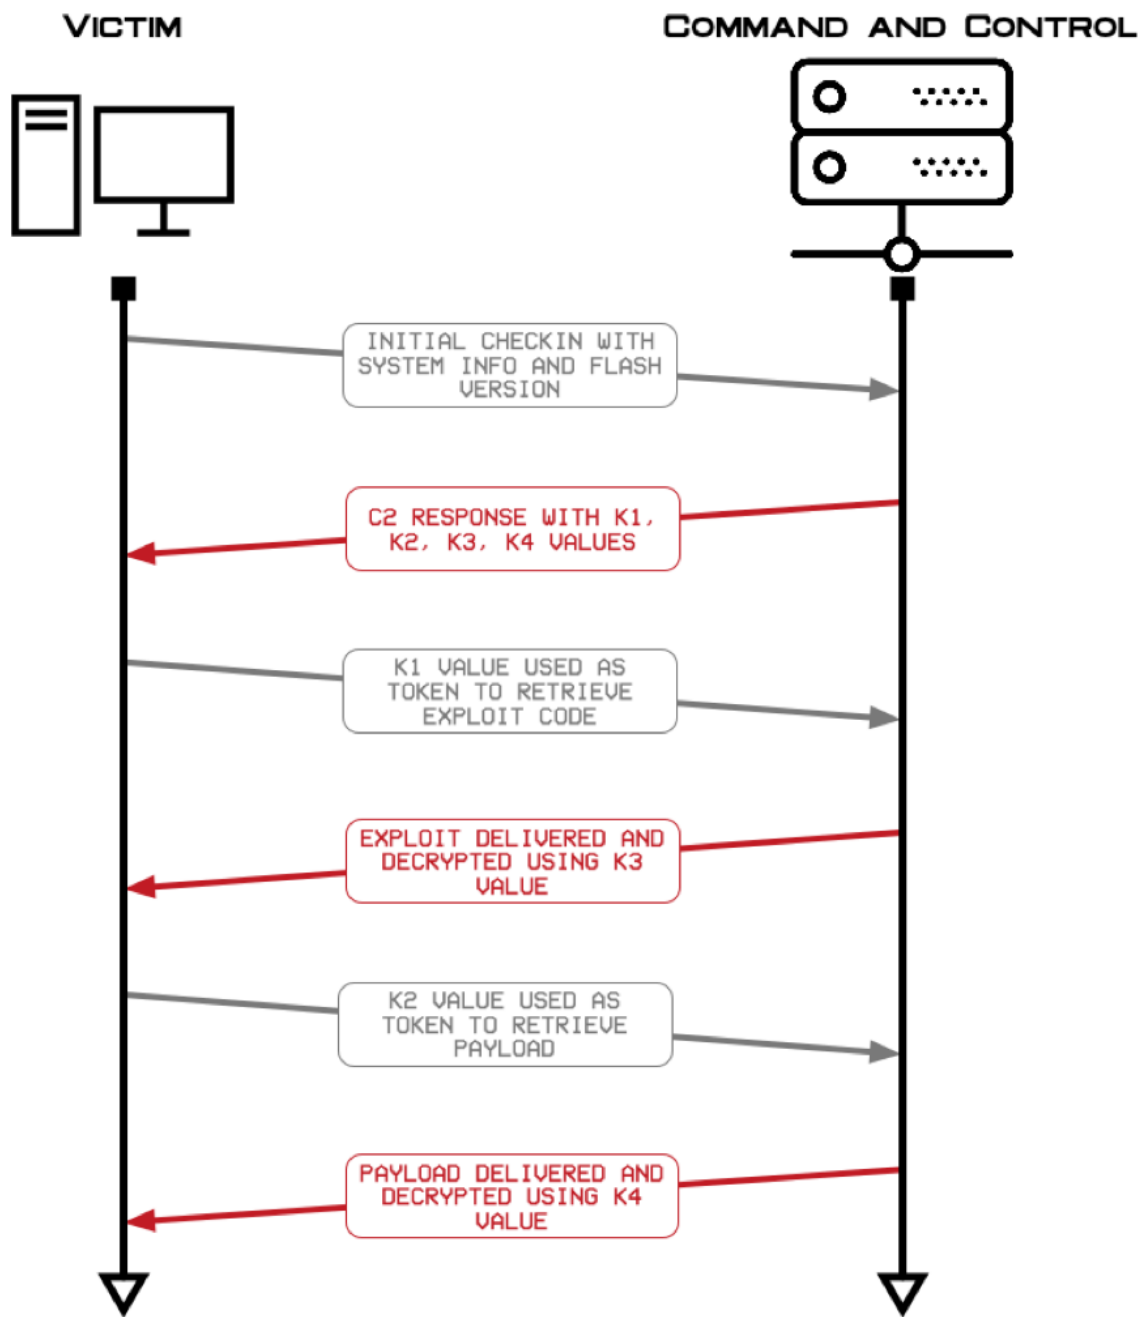 VICTIM
COMMAND AND CONTROL
INITIAL CHECKIN WITH
SYSTEM INFO AND FLASH
VERSION
C2 RESPONSE WITH K1,
K2, K3, K4 VALUES
K1 VALUE USED AS
TOKEN TO RETRIEVE
EXPLOIT CODE
EXPLOIT DELIVERED AND
DECRYPTED USING K3
VALUE
K2 VALUE USED AS
TOKEN TO RETRIEVE
PAYLOAD
PAYLOAD DELIVERED AND
DECRYPTED USING K4
VALUE